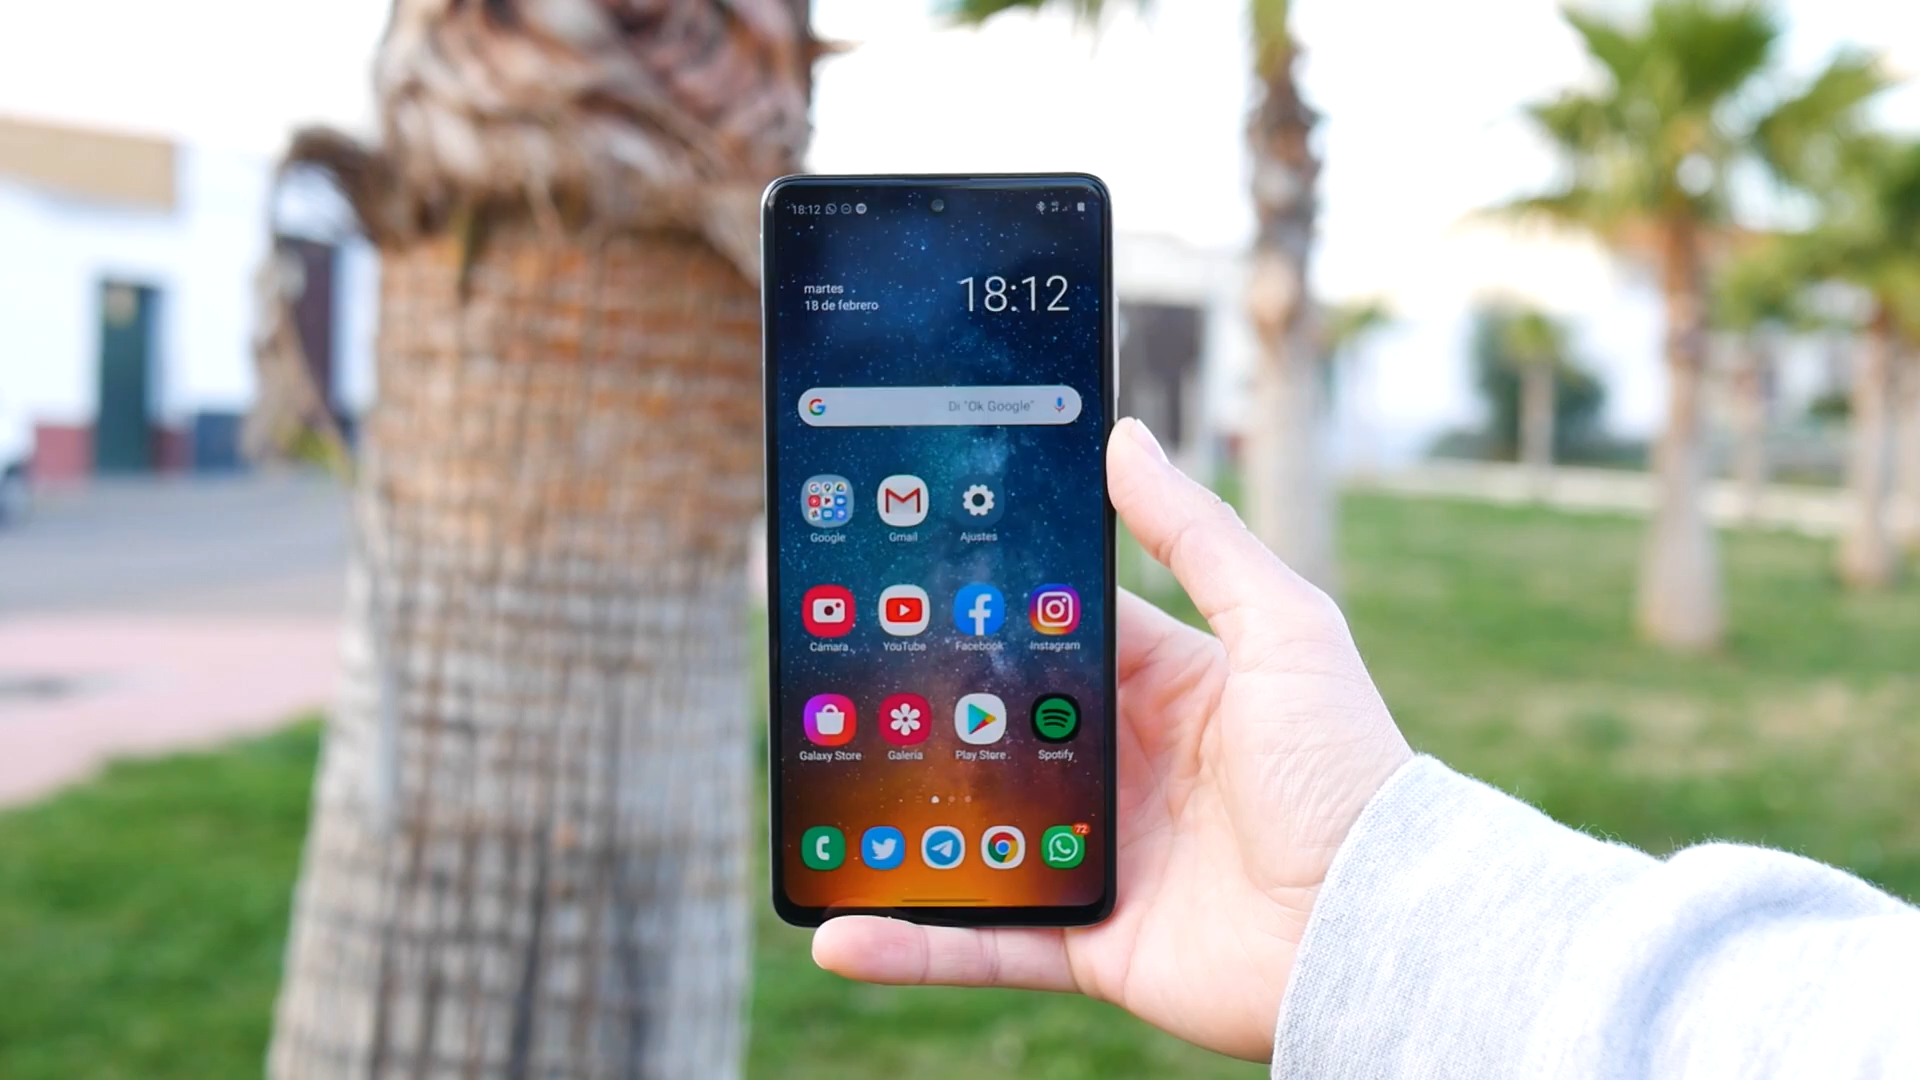 18:12
martes
18 de febrero
18:12
Di "Ok Google"
Google
Gmail
Ajustes
Cámara
YouTube
Facebook
Instagram
Galaxy Store
Galería
Play Store
Spotify
72